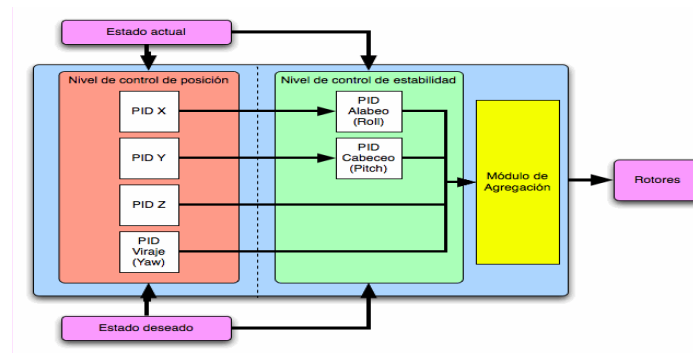 Estado actual
Nivel de control de posición
Nivel de control de estabilidad
PID X
PID
Alabeo
(Roll)
PID Y
PID
Cabeceo
(Pitch)
PID Z
PID
Viraje
(Yaw)
Módulo de
Agregación
Rotores
Estado deseado